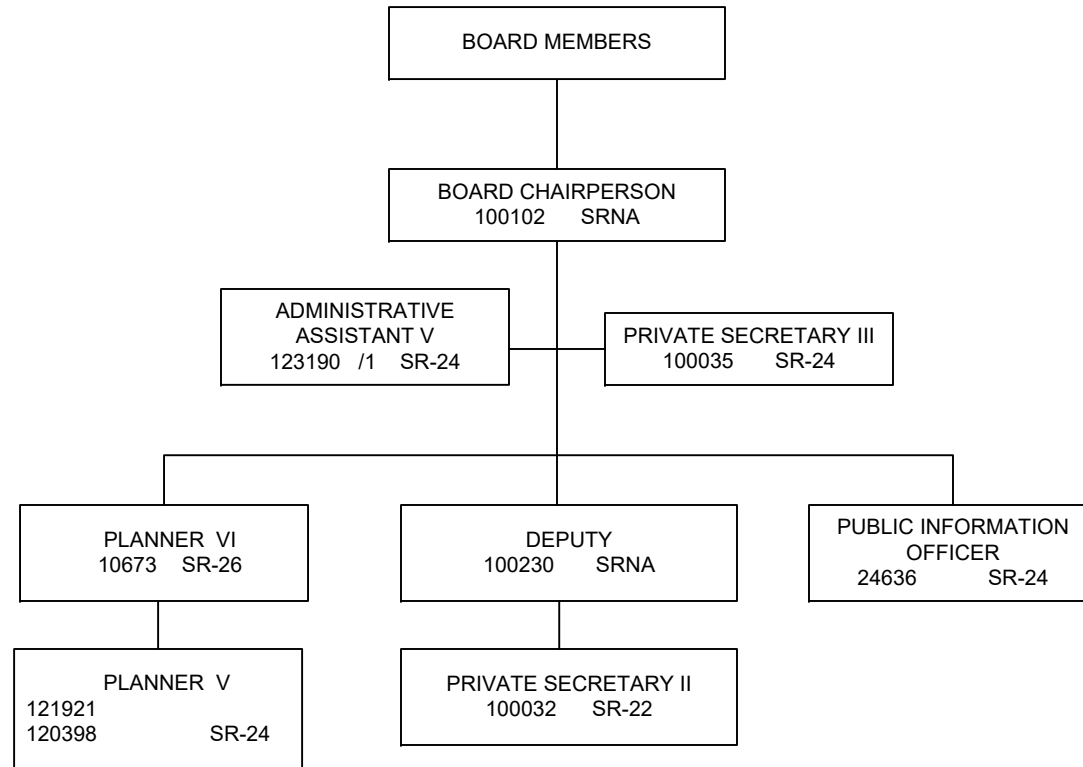 BOARD MEMBERS
BOARD CHAIRPERSON
100102 SRNA
ADMINISTRATIVE
ASSISTANT V
123190 /1 SR-24
PRIVATE SECRETARY III
100035 SR-24
PLANNER VI
10673 SR-26
DEPUTY
100230 SRNA
PUBLIC INFORMATION
OFFICER
24636 SR-24
PLANNER V
121921
120398 SR-24
PRIVATE SECRETARY II
100032 SR-22